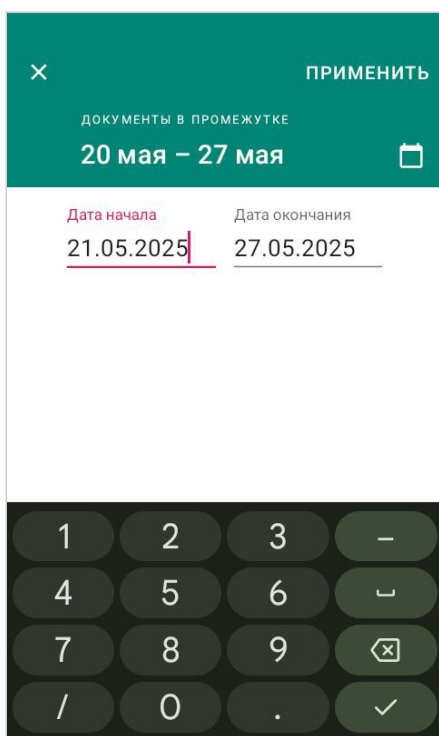 ПРИМЕНИТЬ
ДОКУМЕНТЫ В ПРОМЕЖУТКЕ
20 мая – 27 мая
Дата начала Дата окончания
21.05.2025 27.05.2025
1 2 3 –
4 5 6
7 8 9
/ 0 .